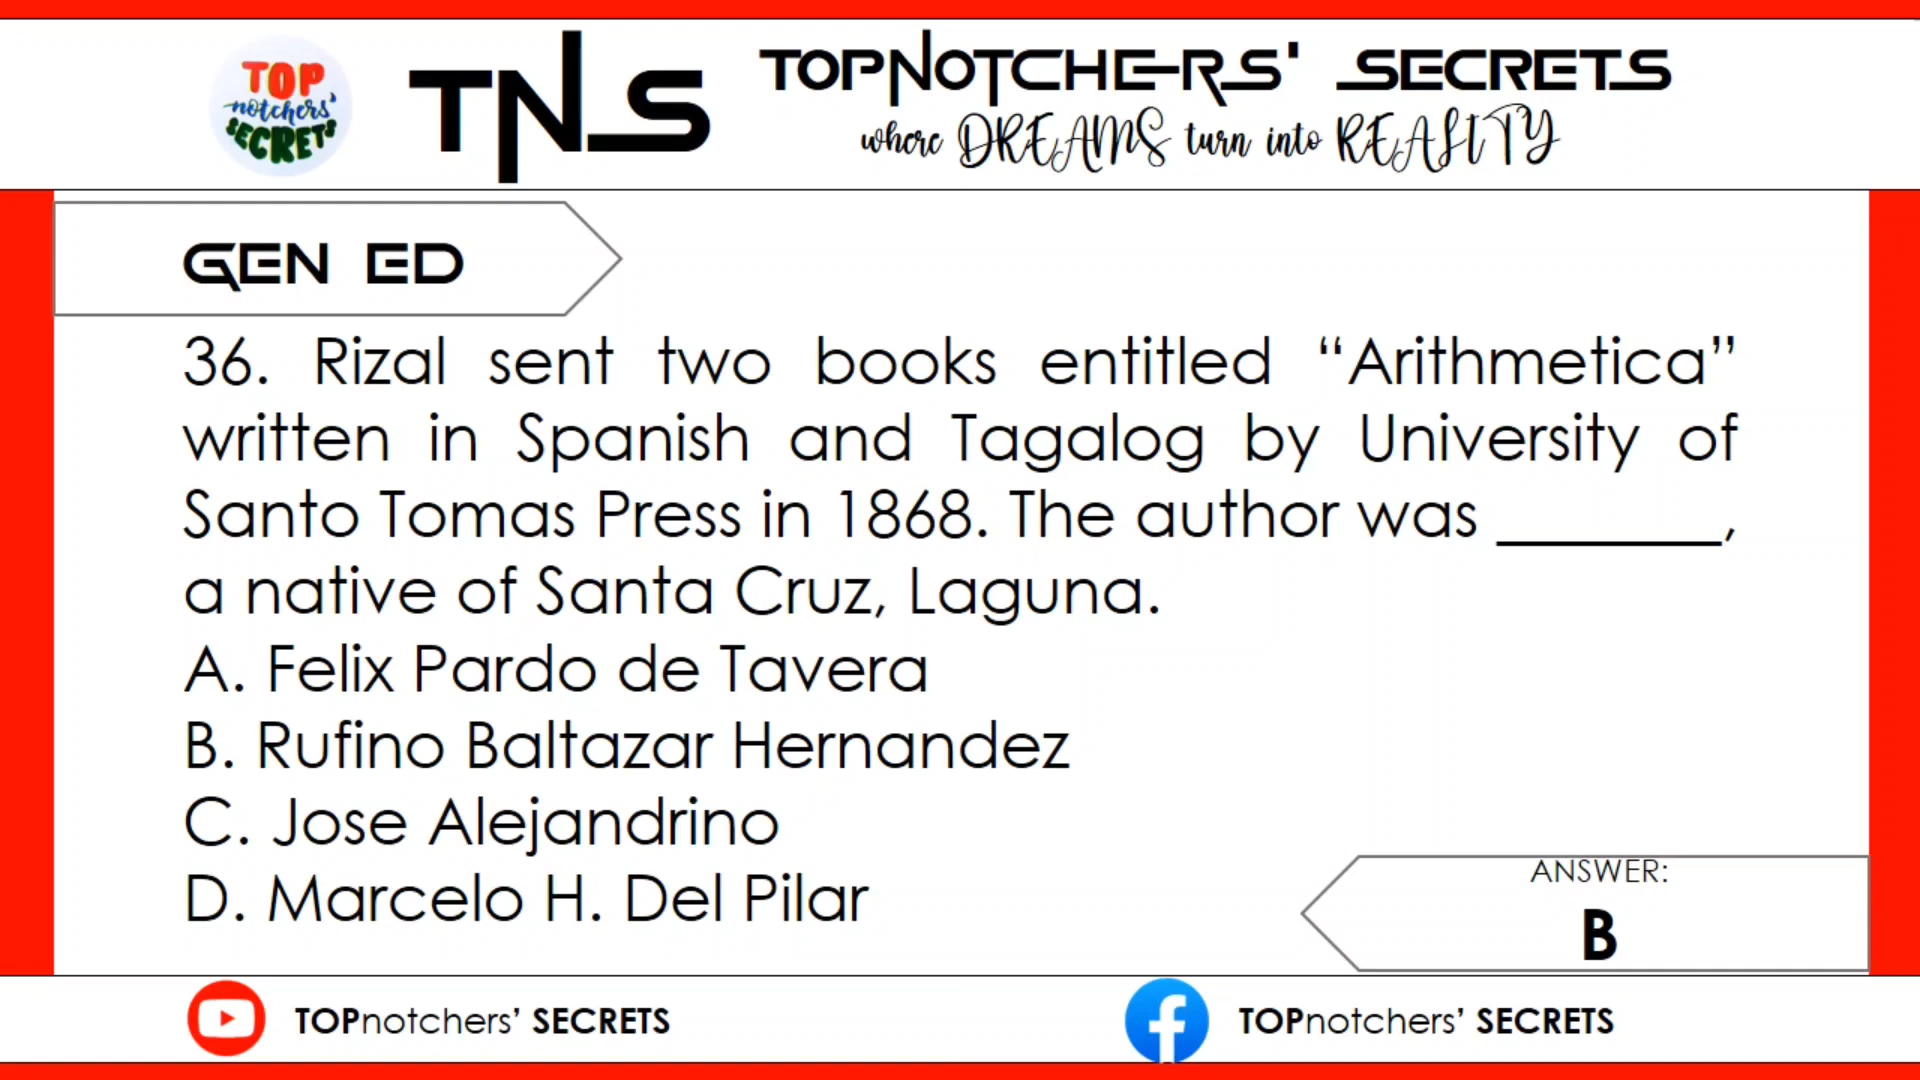 TOP
notchers'
SECRETS
TNS
TOPNOTCHERS' SECRETS
where DREAMS turn into REALITY
GEN ED
36. Rizal sent two books entitled “Arithmetica”
written in Spanish and Tagalog by University of
Santo Tomas Press in 1868. The author was _______,
a native of Santa Cruz, Laguna.
A. Felix Pardo de Tavera
B. Rufino Baltazar Hernandez
C. Jose Alejandrino
D. Marcelo H. Del Pilar
ANSWER:
B
TOPnotchers’ SECRETS
TOPnotchers’ SECRETS